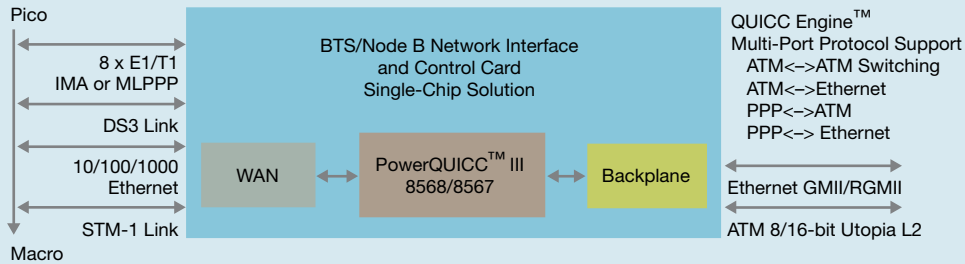 Pico
8 x E1/T1
IMA or MLPPP
DS3 Link
10/100/1000
Ethernet
STM-1 Link
Macro
BTS/Node B Network Interface
and Control Card
Single-Chip Solution
WAN
PowerQUICC™ III
8568/8567
Backplane
QUICC Engine™
Multi-Port Protocol Support
ATM<–>ATM Switching
ATM<–>Ethernet
PPP<–>ATM
PPP<–> Ethernet
Ethernet GMII/RGMII
ATM 8/16-bit Utopia L2